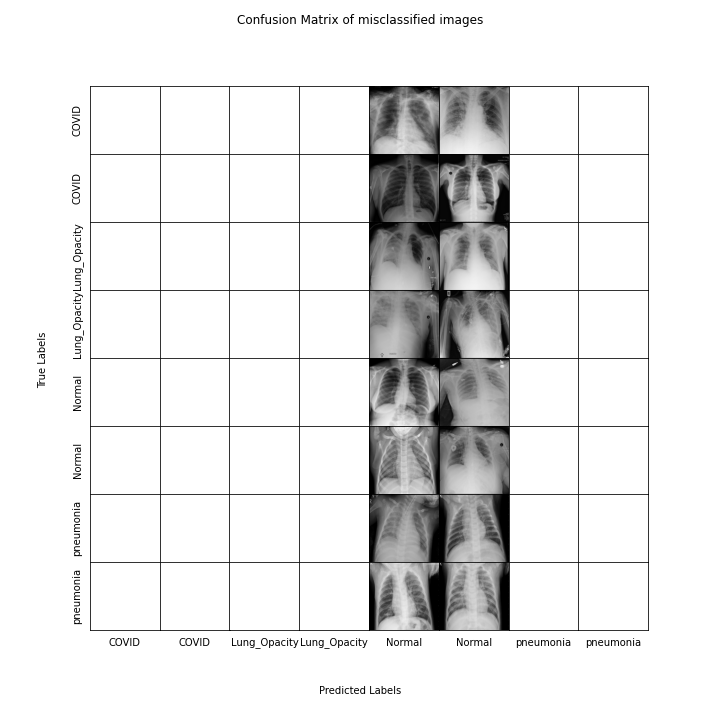 Confusion Matrix of misclassified images
COVID
COVID
Lung_Opacity
Lung_Opacity
Normal
Normal
pneumonia
pneumonia
True Labels
COVID COVID Lung_Opacity Lung_Opacity Normal Normal pneumonia pneumonia
Predicted Labels